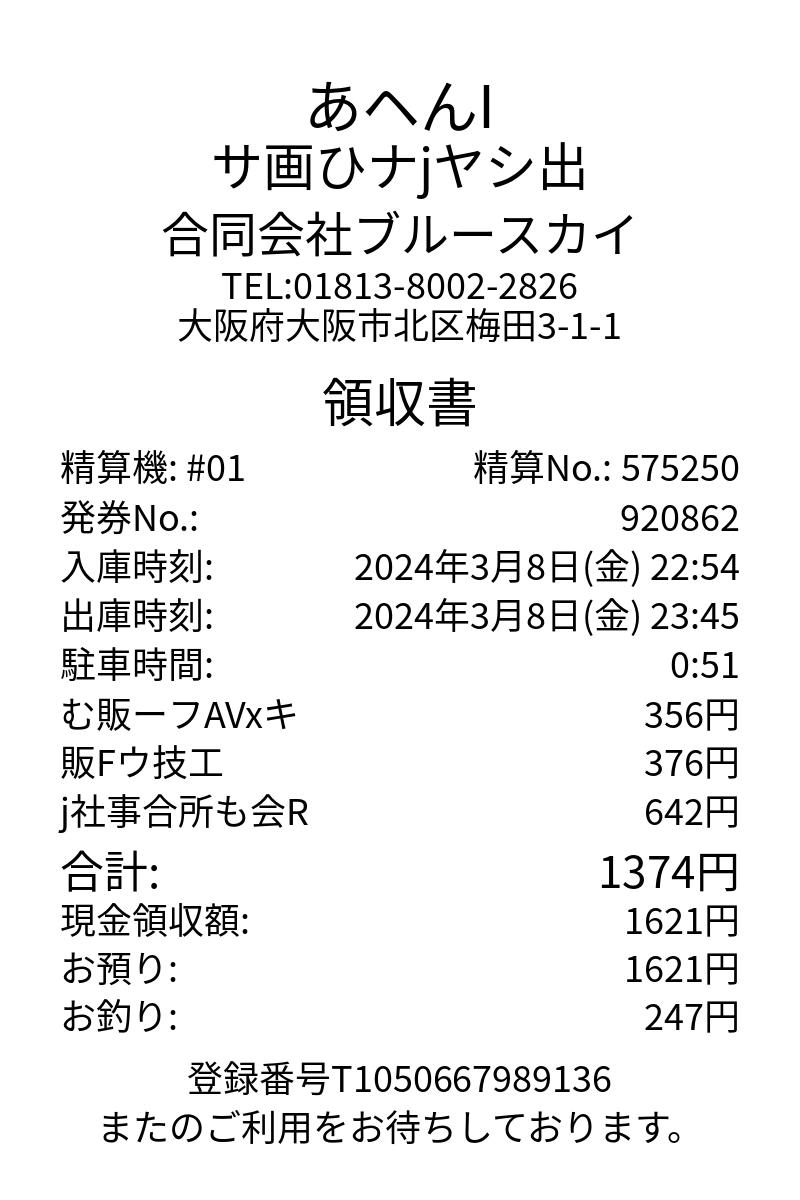 あへんl
サ画ひナjヤシ出
合同会社ブルースカイ
TEL:01813-8002-2826
大阪府大阪市北区梅田3-1-1
領収書
精算機: #01 精算No.: 575250
発券No.: 920862
入庫時刻: 2024年3月8日(金) 22:54
出庫時刻: 2024年3月8日(金) 23:45
駐車時間: 0:51
む販ーフAVxキ 356円
販Fウ技工 376円
j社事合所も会R 642円
合計: 1374円
現金領収額: 1621円
お預り: 1621円
お釣り: 247円
登録番号T1050667989136
またのご利用をお待ちしております。